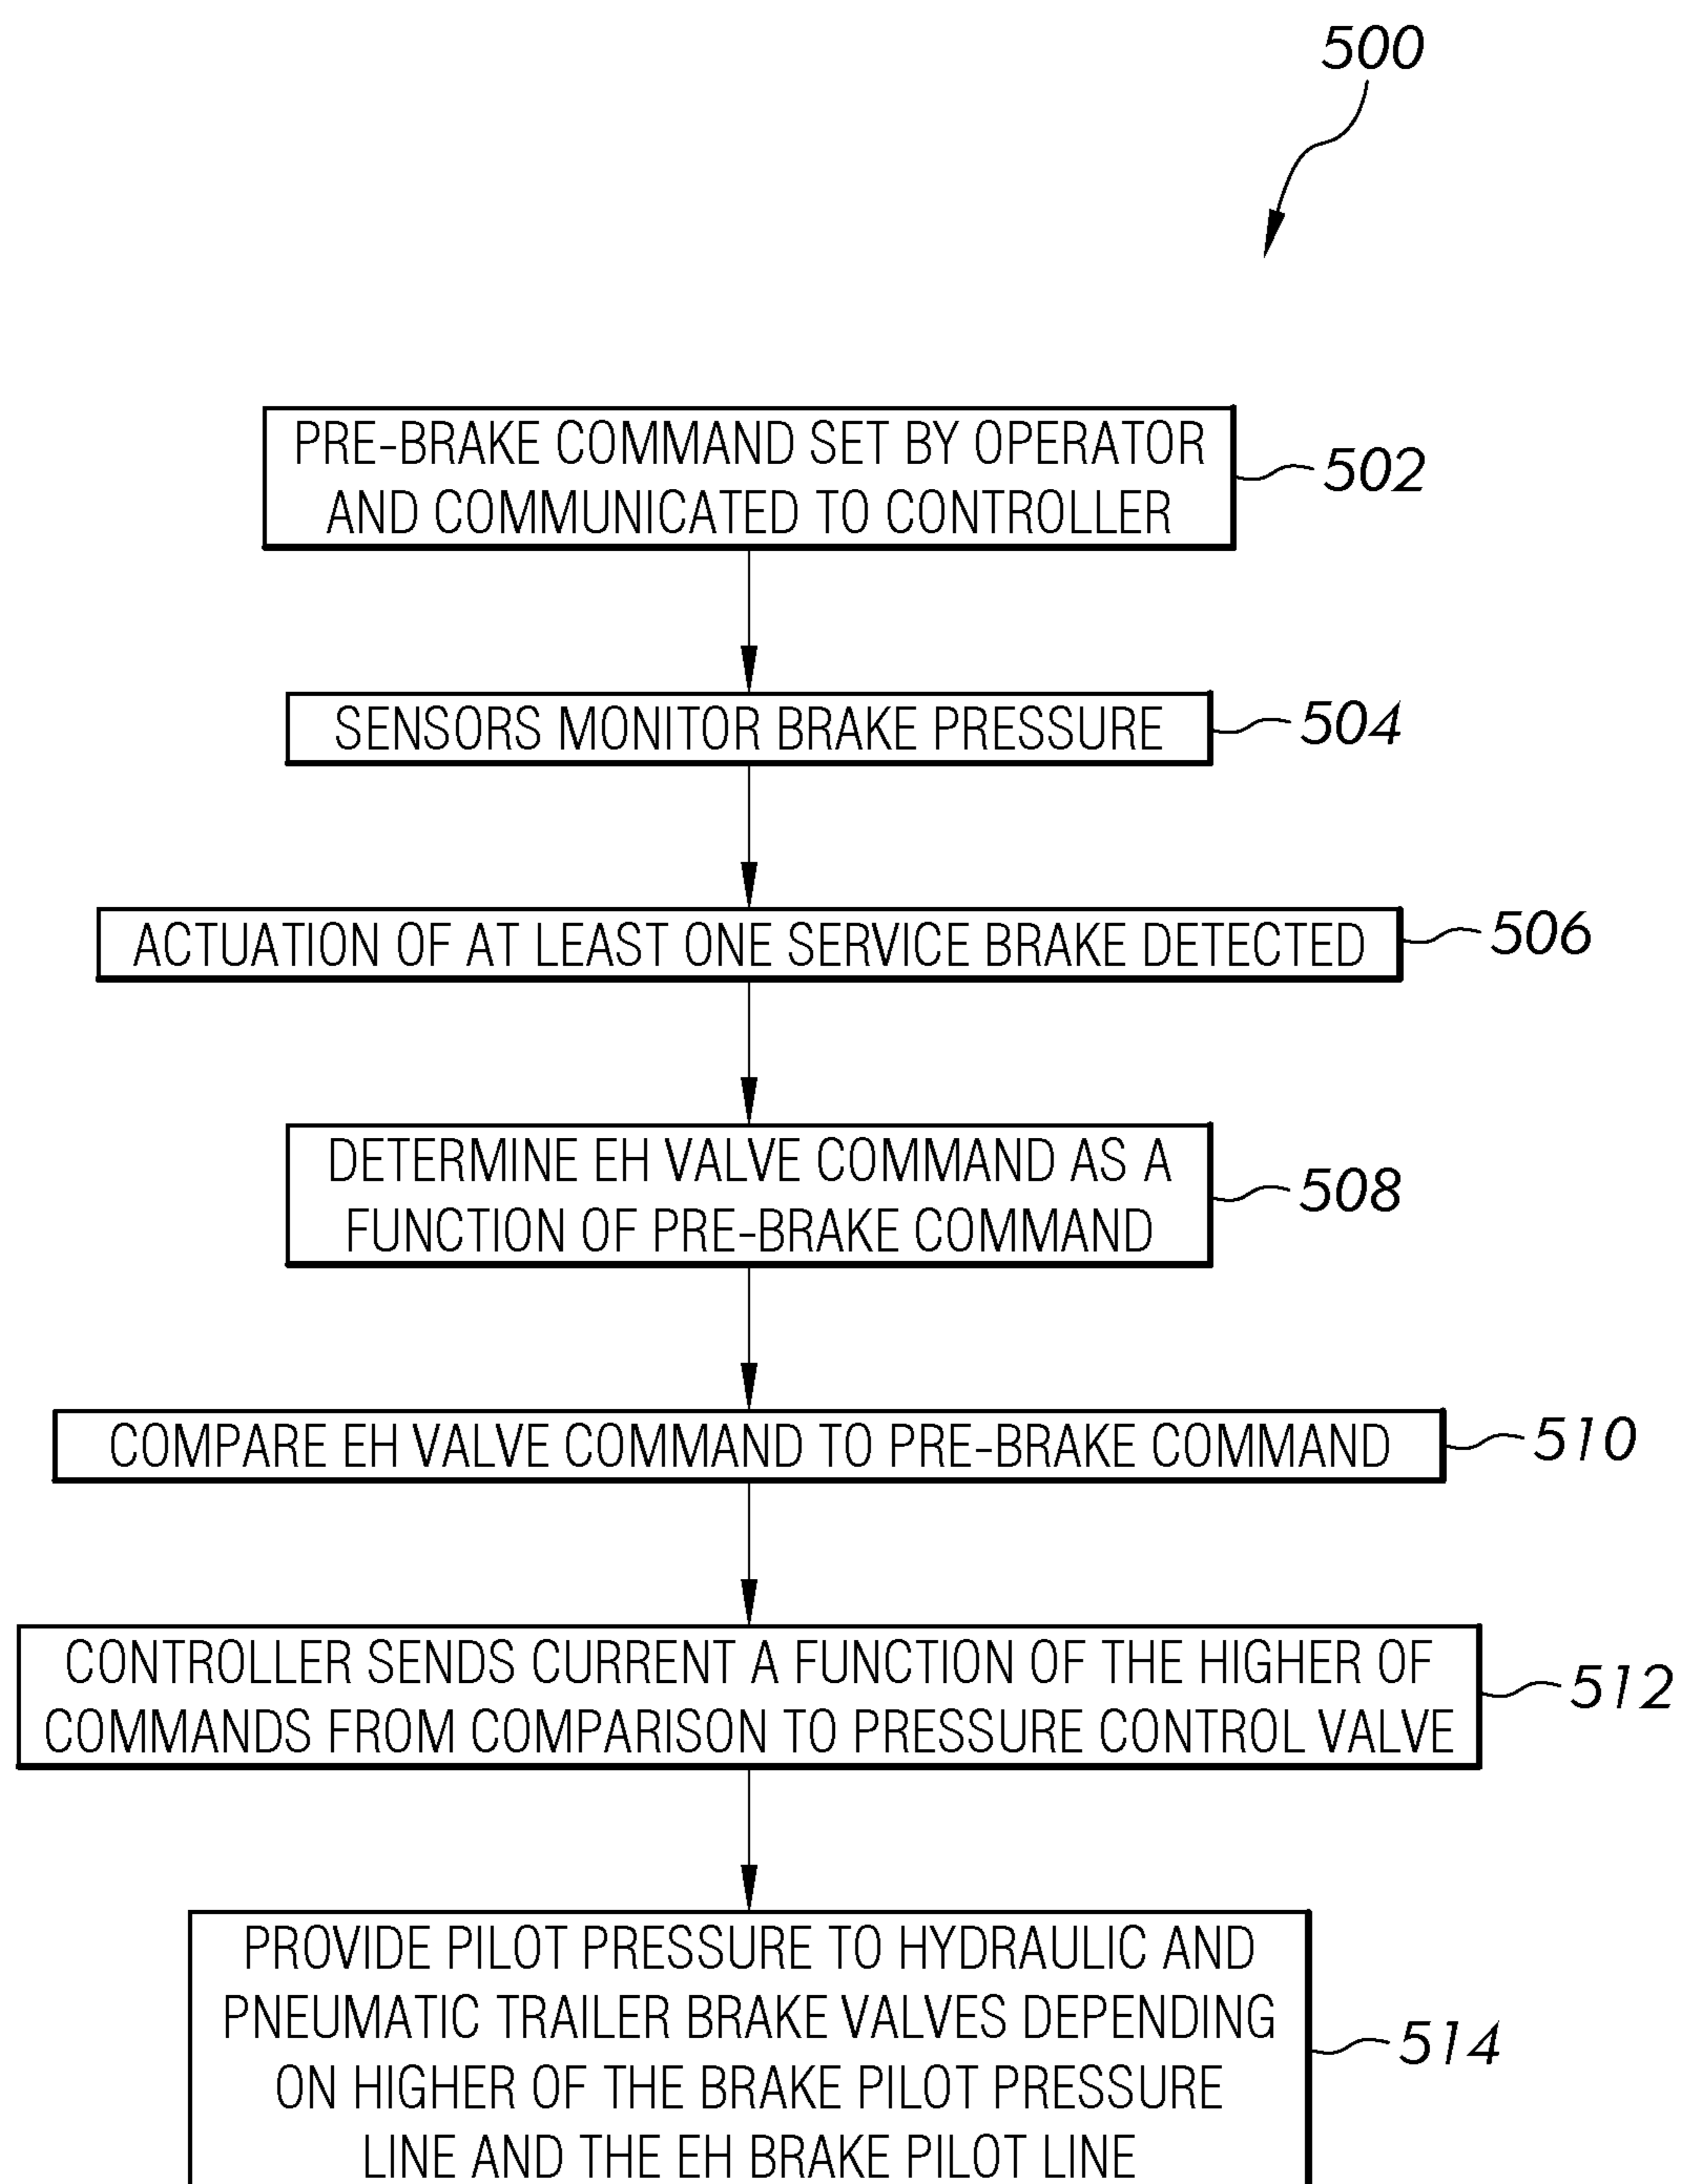 500
PRE-BRAKE COMMAND SET BY OPERATOR
AND COMMUNICATED TO CONTROLLER
502
SENSORS MONITOR BRAKE PRESSURE
504
ACTUATION OF AT LEAST ONE SERVICE BRAKE DETECTED
506
DETERMINE EH VALVE COMMAND AS A
FUNCTION OF PRE-BRAKE COMMAND
508
COMPARE EH VALVE COMMAND TO PRE-BRAKE COMMAND
510
CONTROLLER SENDS CURRENT A FUNCTION OF THE HIGHER OF
COMMANDS FROM COMPARISON TO PRESSURE CONTROL VALVE
512
PROVIDE PILOT PRESSURE TO HYDRAULIC AND
PNEUMATIC TRAILER BRAKE VALVES DEPENDING
ON HIGHER OF THE BRAKE PILOT PRESSURE
LINE AND THE EH BRAKE PILOT LINE
514